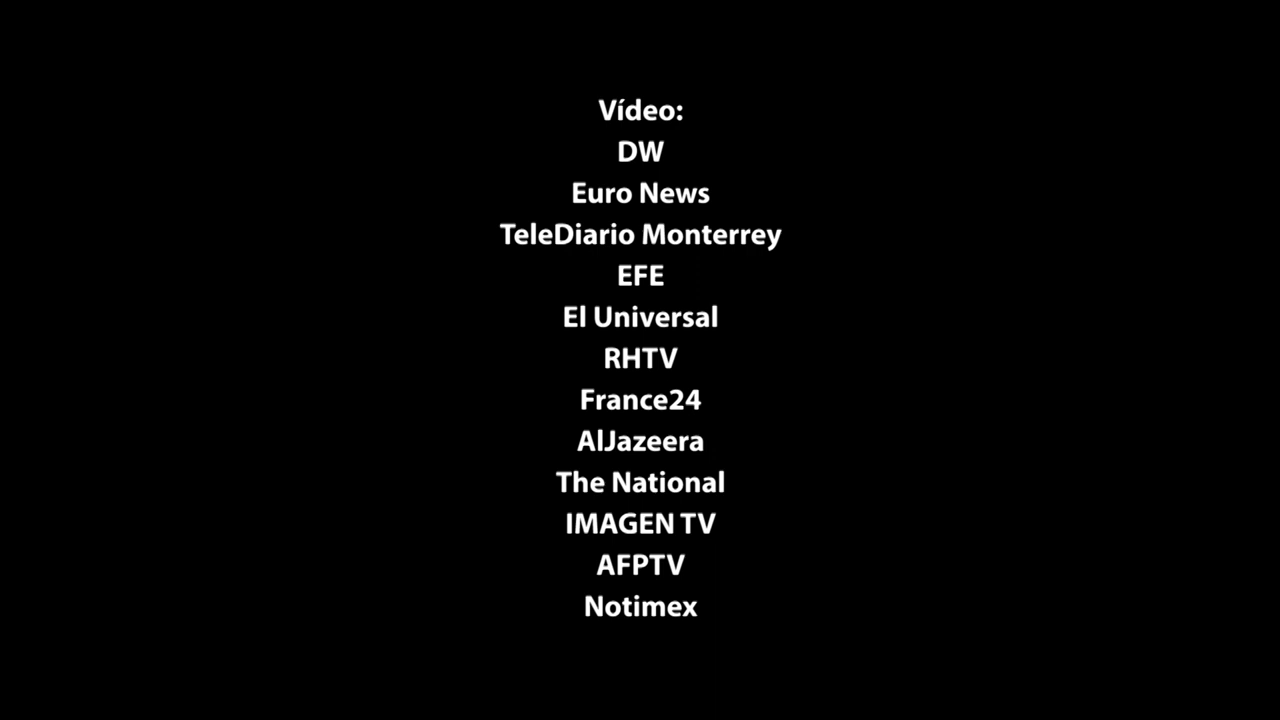 Vídeo:
DW
Euro News
TeleDiario Monterrey
EFE
El Universal
RHTV
France24
AlJazeera
The National
IMAGEN TV
AFPTV
Notimex